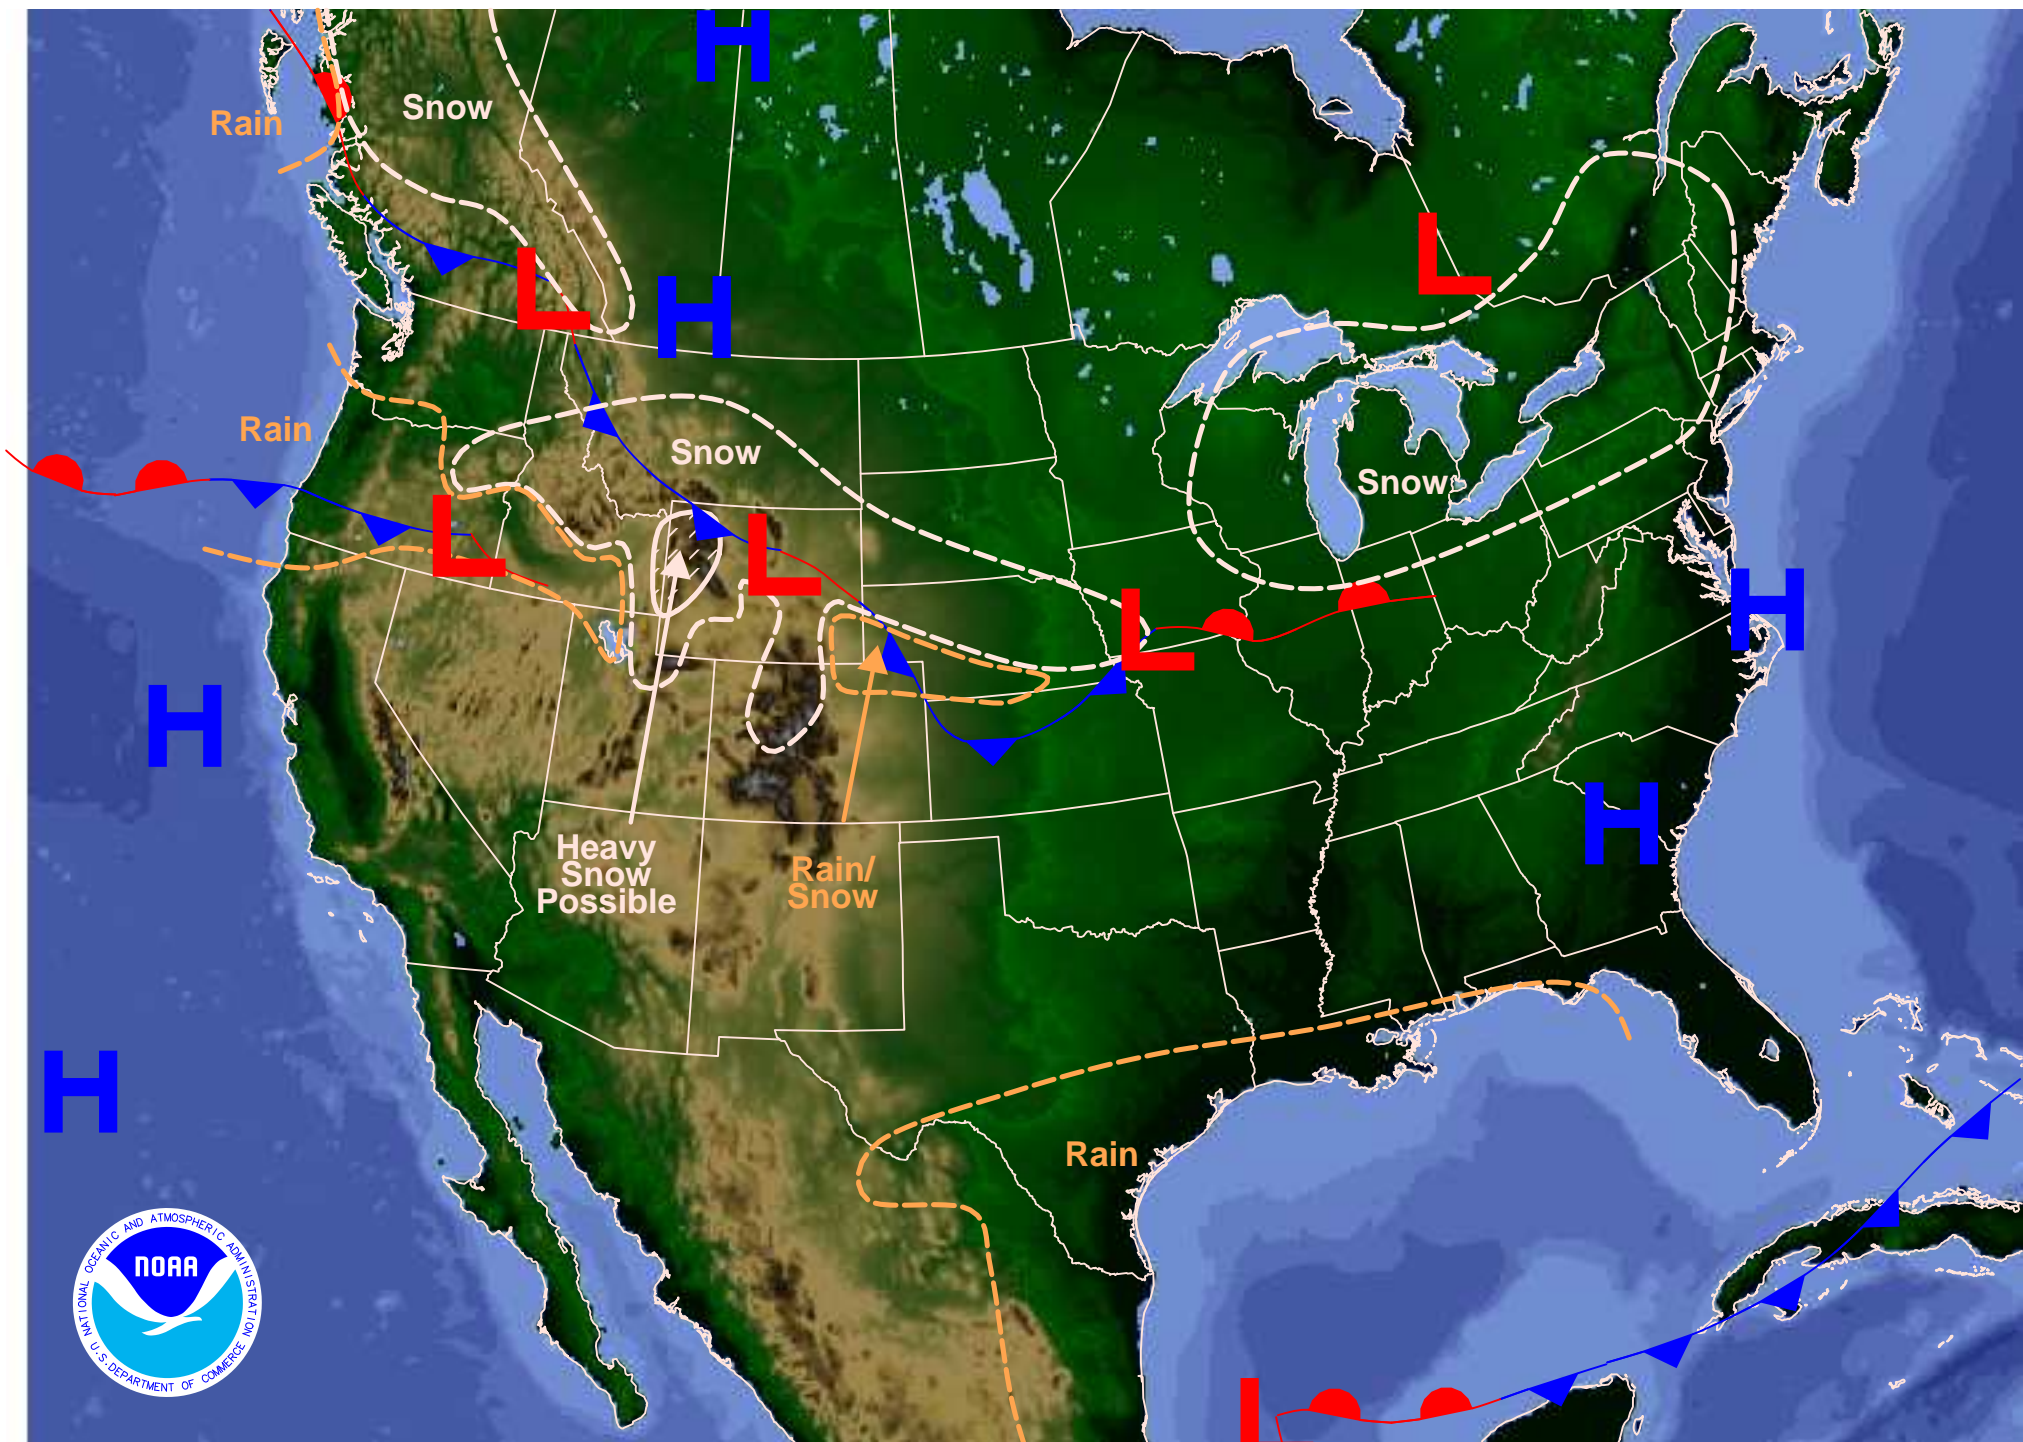 H
Snow
Rain
L
L
H
Rain
Snow
Snow
L
L
H
L
H
H
Heavy
Snow
Possible
Rain/
Snow
H
Rain
NATIONAL OCEANIC AND ATMOSPHERIC ADMINISTRATION
NOAA
U.S. DEPARTMENT OF COMMERCE
L